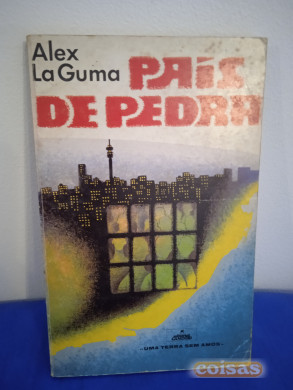 Alex
La Guma
PAÍS
DE PEDRA
«UMA TERRA SEM AMOR»
coisas